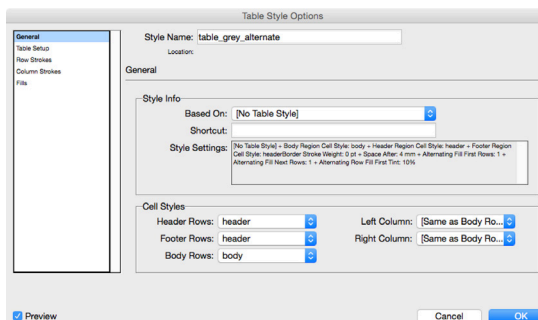 Table Style Options
General
Table Setup
Row Strokes
Column Strokes
Fills
Style Name: table_grey_alternate
Location:
General
Style Info
Based On: [No Table Style]
Shortcut:
Style Settings: [No Table Style] + Body Region Cell Style: body + Header Region Cell Style: header + Footer Region
Cell Style: headerBorder Stroke Weight: 0 pt + Space After: 4 mm + Alternating Fill First Rows: 1 +
Alternating Fill Next Rows: 1 + Alternating Row Fill First Tint: 10%
Cell Styles
Header Rows: header Left Column: [Same as Body Ro...
Footer Rows: header Right Column: [Same as Body Ro...
Body Rows: body
Preview Cancel OK